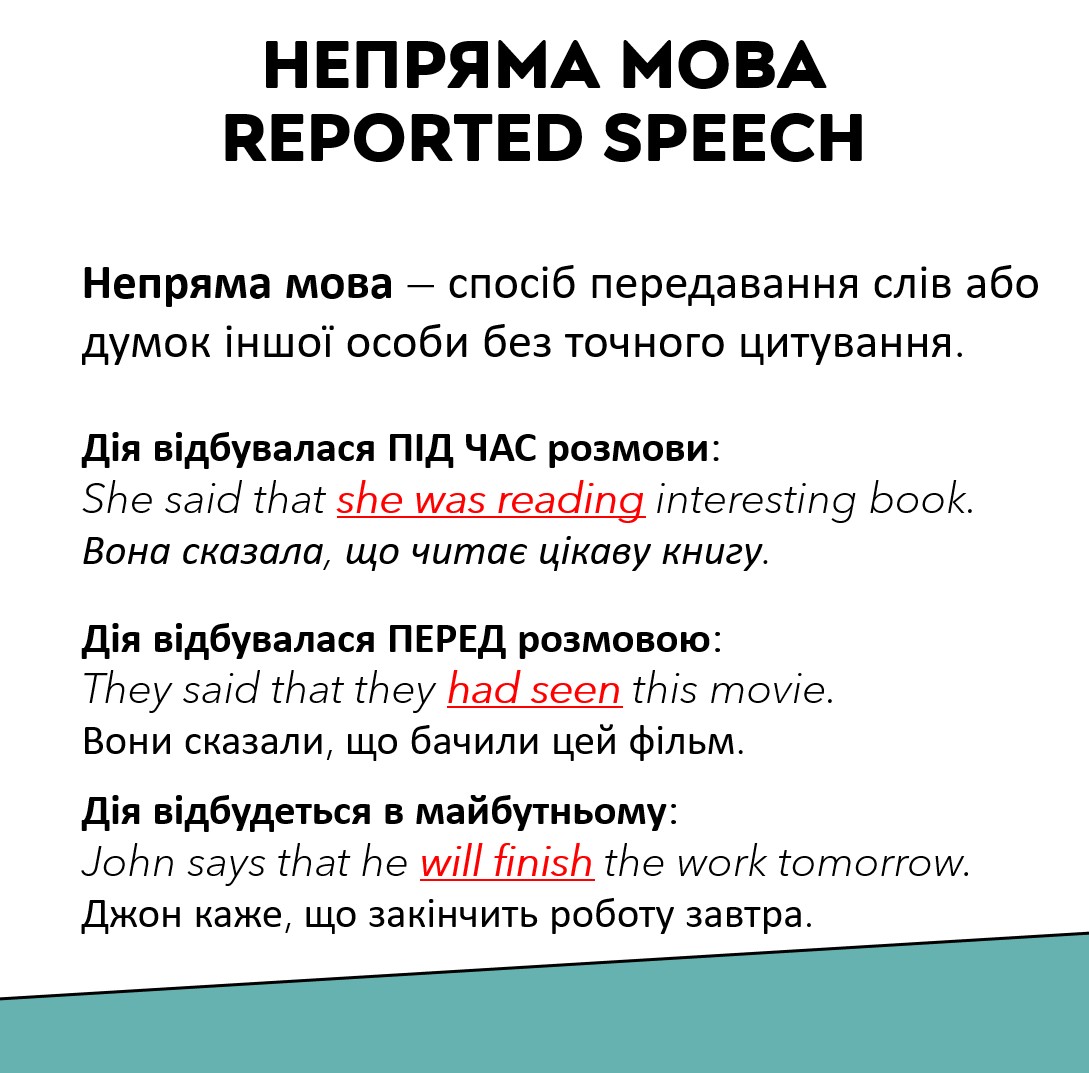 НЕПРЯМА МОВА
REPORTED SPEECH
Непряма мова – спосіб передавання слів або
думок іншої особи без точного цитування.
Дія відбувалася ПІД ЧАС розмови:
She said that she was reading interesting book.
Вона сказала, що читає цікаву книгу.
Дія відбувалася ПЕРЕД розмовою:
They said that they had seen this movie.
Вони сказали, що бачили цей фільм.
Дія відбудеться в майбутньому:
John says that he will finish the work tomorrow.
Джон каже, що закінчить роботу завтра.